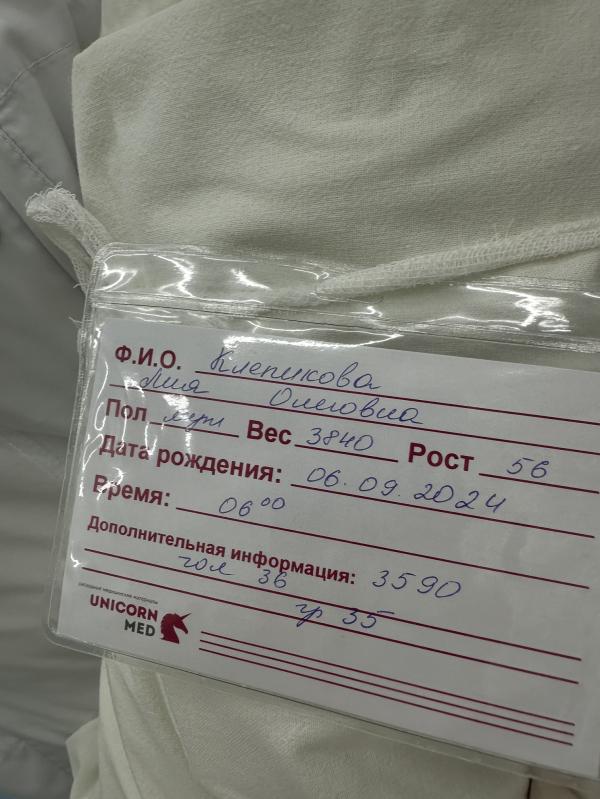 Ф.И.О. Клепикова
Лия Олеговна
Пол муж Вес 3840 Рост 56
Дата рождения: 06.09.2024
Время: 06⁰⁰
Дополнительная информация: 3590
гол 36
гр 35
UNICORN
MED